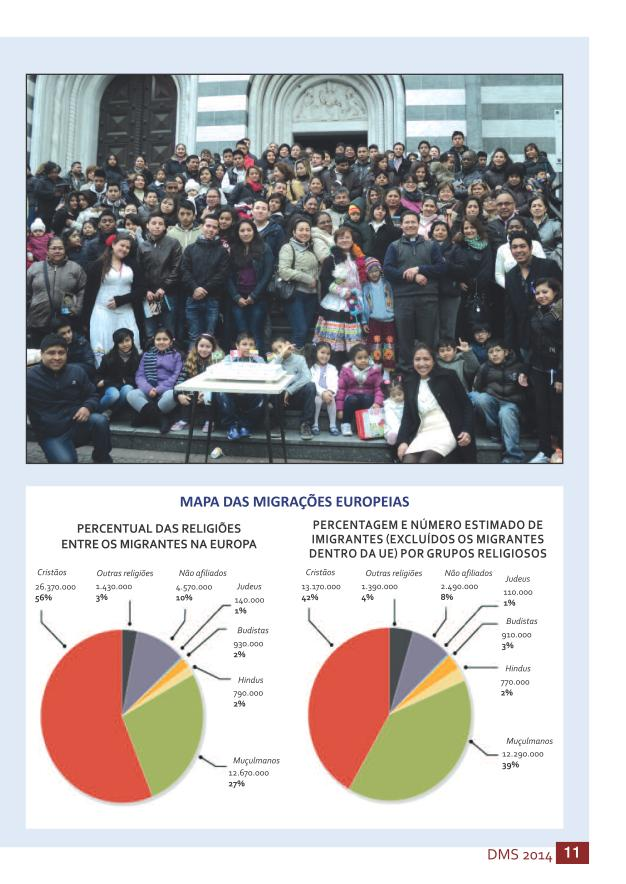 MAPA DAS MIGRAÇÕES EUROPEIAS
PERCENTUAL DAS RELIGIÕES
ENTRE OS MIGRANTES NA EUROPA
Cristãos
26.370.000
56%
Outras religiões
1.430.000
3%
Não afiliados
4.570.000
10%
Judeus
140.000
1%
Budistas
930.000
2%
Hindus
790.000
2%
Muçulmanos
12.670.000
27%
PERCENTAGEM E NÚMERO ESTIMADO DE
IMIGRANTES (EXCLUÍDOS OS MIGRANTES
DENTRO DA UE) POR GRUPOS RELIGIOSOS
Cristãos
13.170.000
42%
Outras religiões
1.390.000
4%
Não afiliados
2.490.000
8%
Judeus
110.000
1%
Budistas
910.000
3%
Hindus
770.000
2%
Muçulmanos
12.290.000
39%
DMS 2014 11